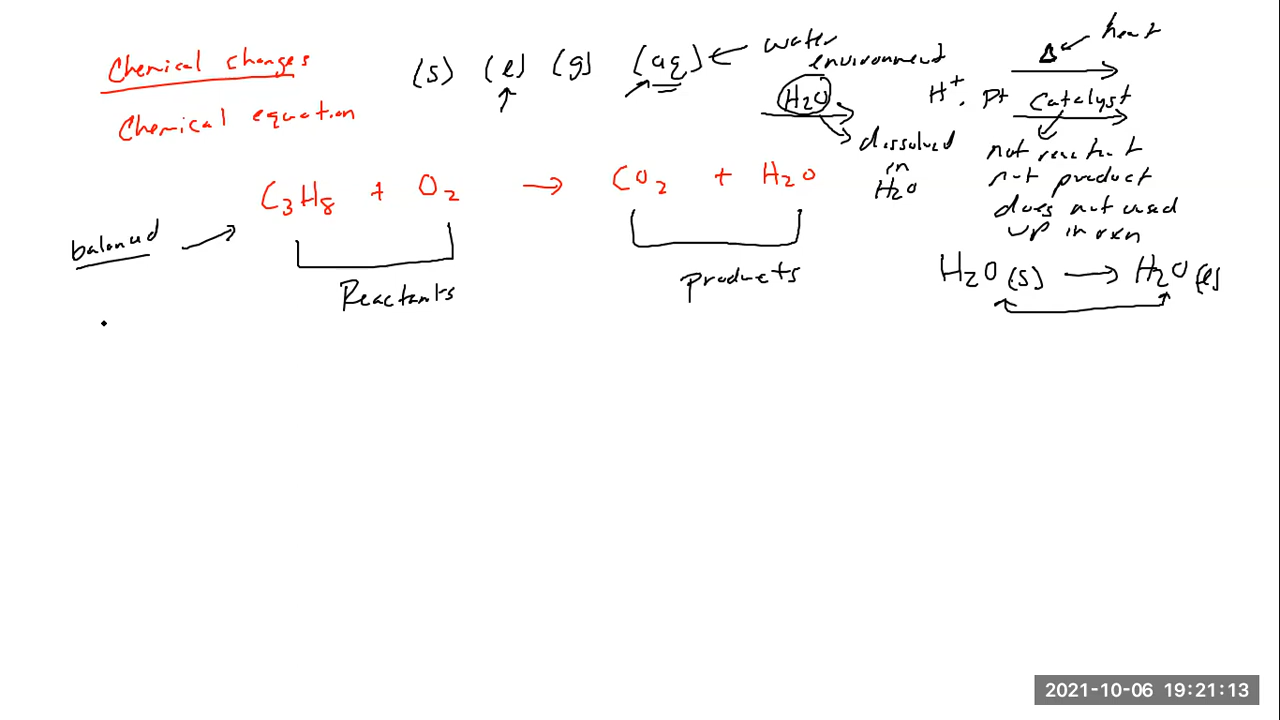 Chemical changes
Chemical equation
(s) (l) (g) (aq) ← water environment
H2O
dissolved in H2O
Δ ← heat
H+, Pt Catalyst
not reactant
not product
does not used
up in rxn
C3H8 + O2 → CO2 + H2O
balanced
Reactants
Products
H2O(s) → H2O(l)
2021-10-06 19:21:13